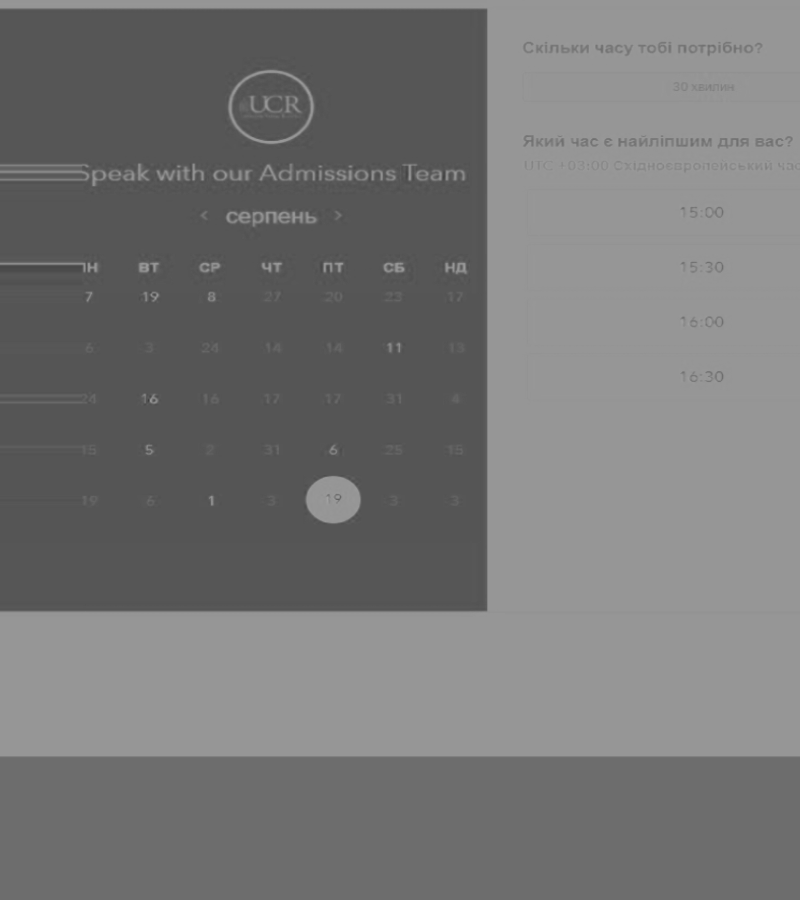 UCR
Speak with our Admissions Team
< серпень >
ВТ СР ЧТ ПТ СБ НД
7 19 8 27 20 23 17
6 3 24 14 14 11 13
24 16 16 17 17 31 4
15 5 2 31 6 25 15
19 6 1 3 19 3 3
Скільки часу тобі потрібно?
30 хвилин
Який час є найліпшим для вас?
UTC +03:00 Східноєвропейський
15:00
15:30
16:00
16:30